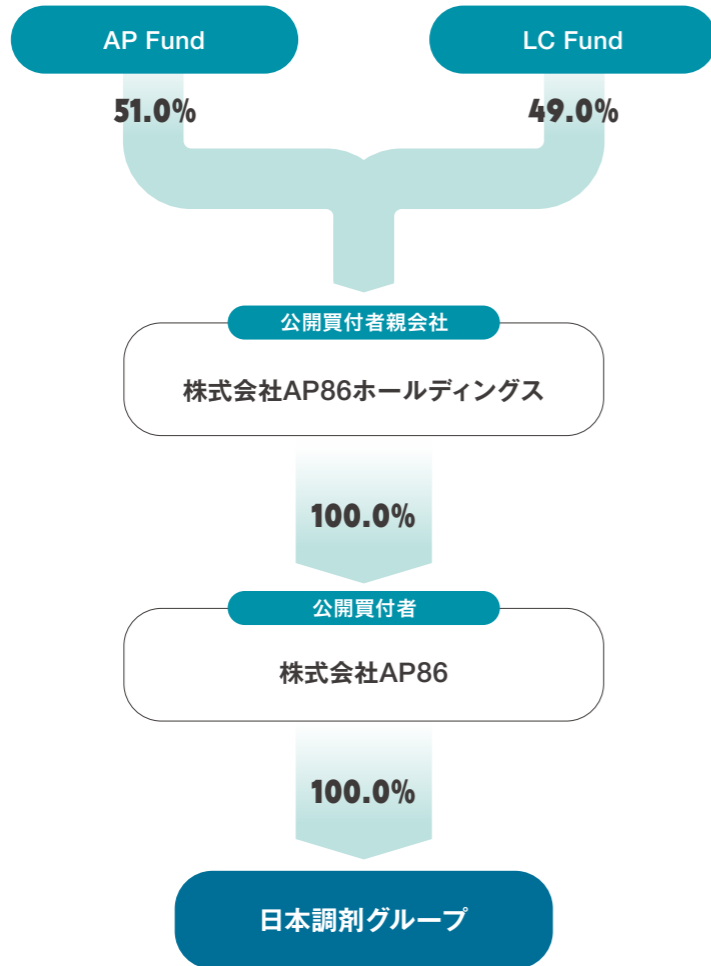 AP Fund
LC Fund
51.0%
49.0%
公開買付者親会社
株式会社AP86ホールディングス
100.0%
公開買付者
株式会社AP86
100.0%
日本調剤グループ